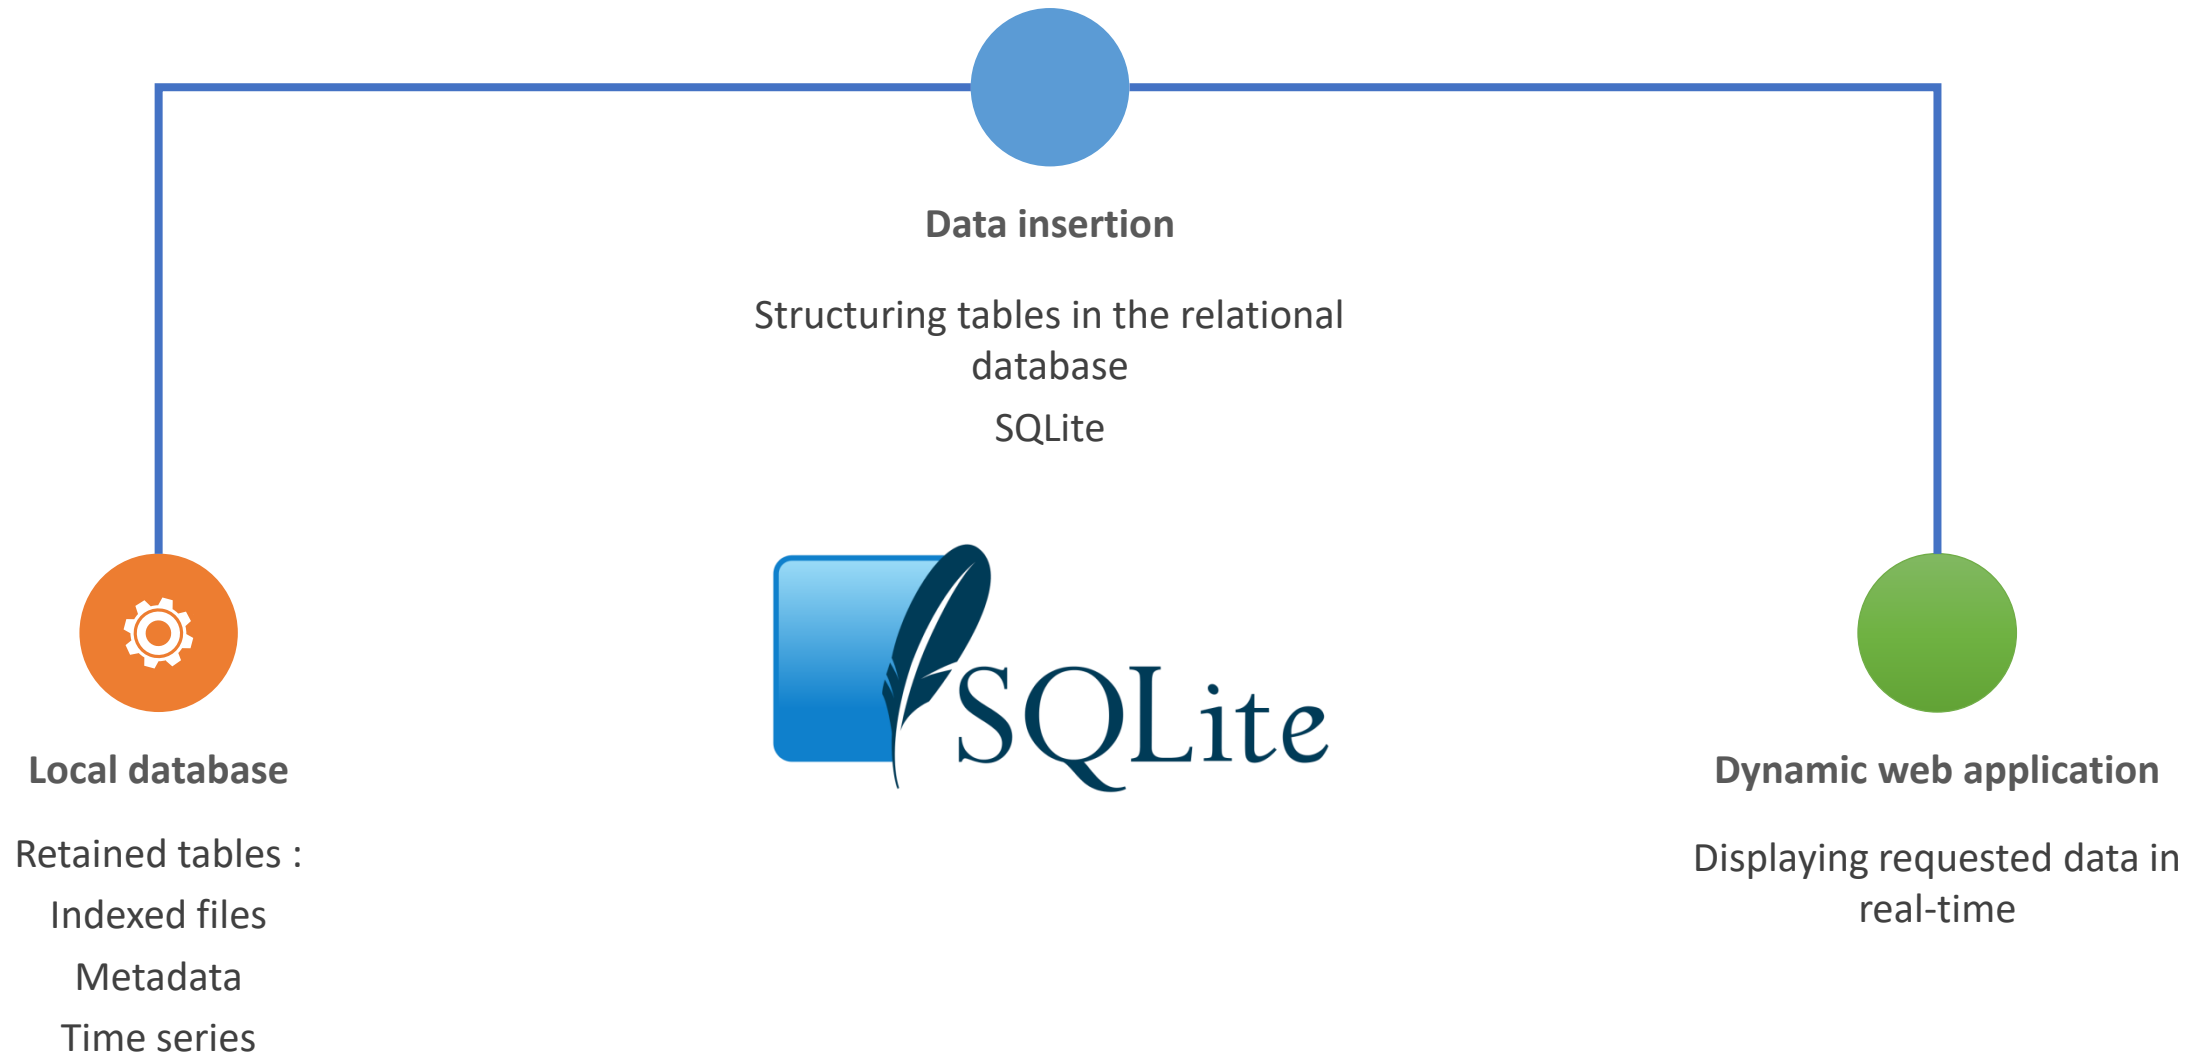 Data insertion
Structuring tables in the relational
database
SQLite
SQLite
Local database
Retained tables :
Indexed files
Metadata
Time series
Dynamic web application
Displaying requested data in
real-time